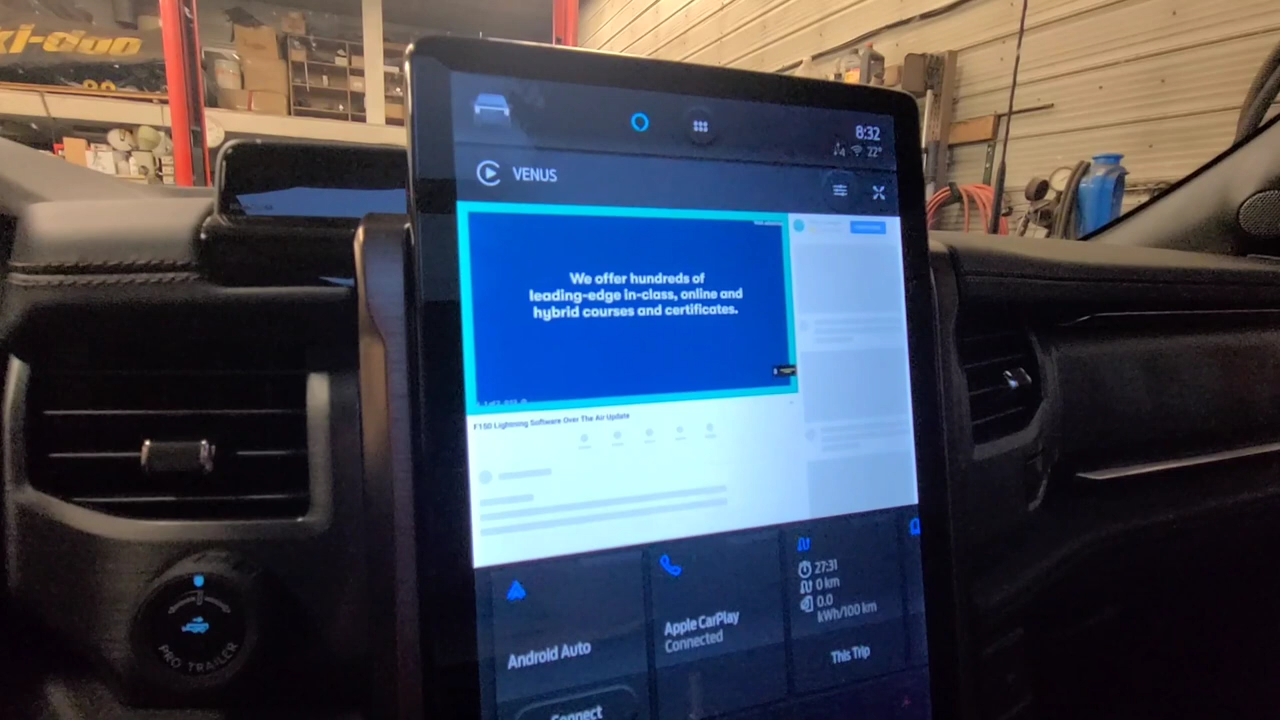 ki-doo
8:32
22°
VENUS
We offer hundreds of
leading-edge in-class, online and
hybrid courses and certificates.
F150 Lightning Software Over The Air Update
27:31
0 km
0.0
kWh/100 km
This Trip
Apple CarPlay
Connected
Android Auto
Connect
PRO TRAILER